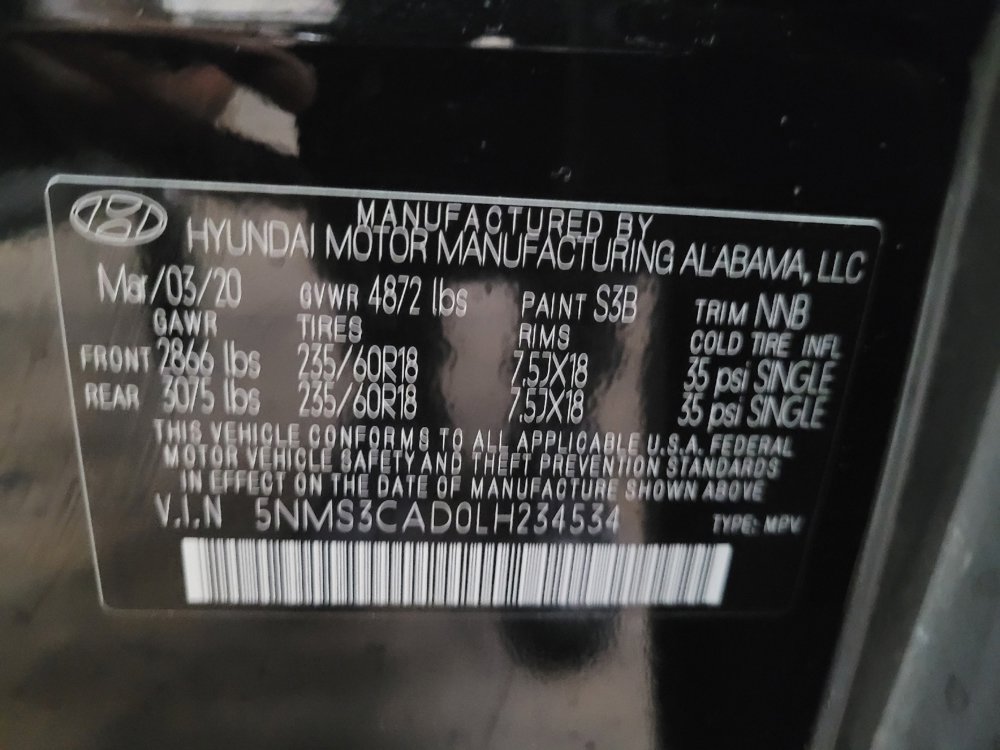 MANUFACTURED BY
HYUNDAI MOTOR MANUFACTURING ALABAMA, LLC
Mar/03/20 GVWR 4872 lbs PAINT S3B TRIM NNB
GAWR TIRES RIMS COLD TIRE INFL
FRONT 2866 lbs 235/60R18 7.5JX18 35 psi SINGLE
REAR 3075 lbs 235/60R18 7.5JX18 35 psi SINGLE
THIS VEHICLE CONFORMS TO ALL APPLICABLE U.S.A. FEDERAL
MOTOR VEHICLE SAFETY AND THEFT PREVENTION STANDARDS
IN EFFECT ON THE DATE OF MANUFACTURE SHOWN ABOVE
V.I.N 5NMS3CAD0LH234534 TYPE: MPV